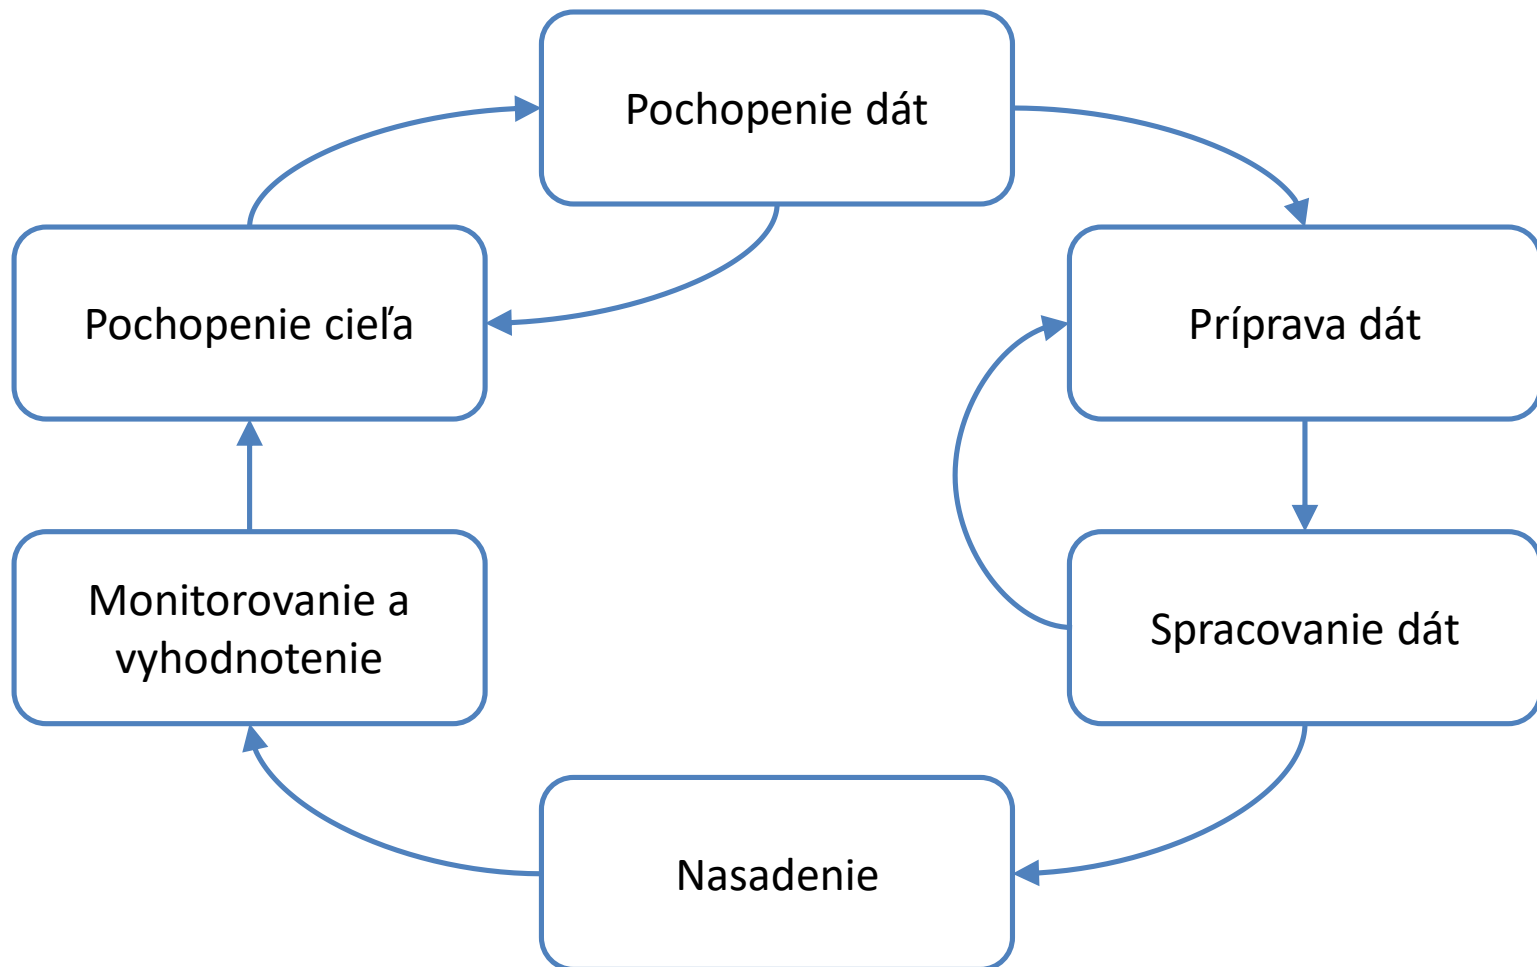 Pochopenie dát
Pochopenie cieľa
Príprava dát
Monitorovanie a
vyhodnotenie
Spracovanie dát
Nasadenie